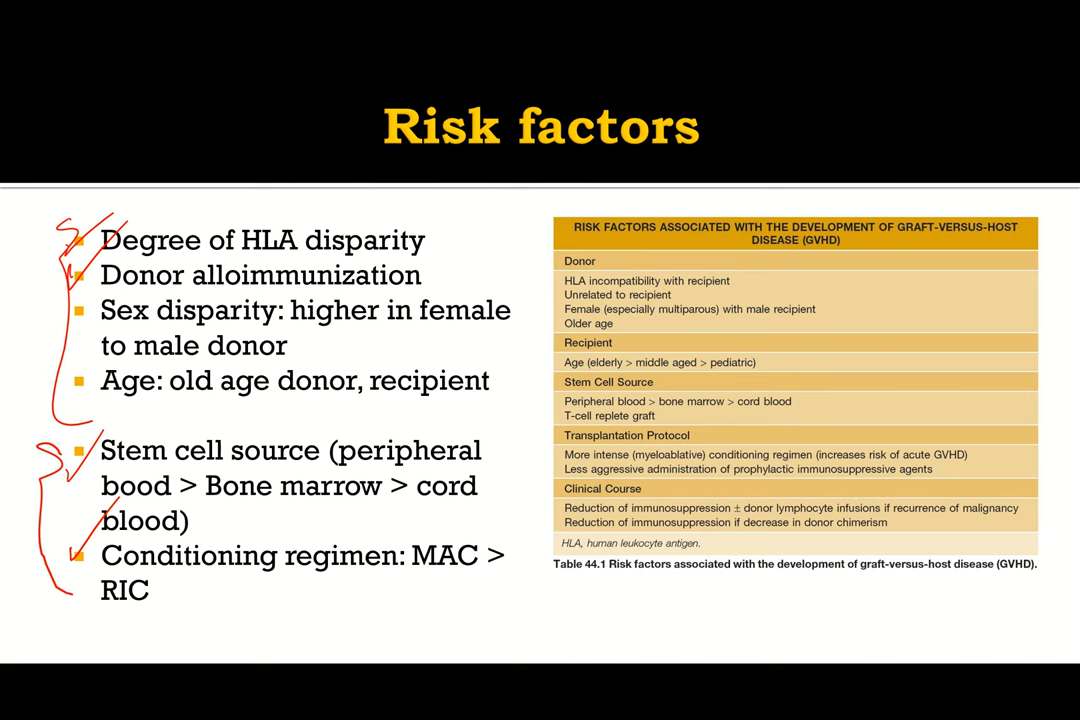 Risk factors
Degree of HLA disparity
Donor alloimmunization
Sex disparity: higher in female
to male donor
Age: old age donor, recipient
Stem cell source (peripheral
bood > Bone marrow > cord
blood)
Conditioning regimen: MAC >
RIC
RISK FACTORS ASSOCIATED WITH THE DEVELOPMENT OF GRAFT-VERSUS-HOST
DISEASE (GVHD)
Donor
HLA incompatibility with recipient
Unrelated to recipient
Female (especially multiparous) with male recipient
Older age
Recipient
Age (elderly > middle aged > pediatric)
Stem Cell Source
Peripheral blood > bone marrow > cord blood
T-cell replete graft
Transplantation Protocol
More intense (myeloablative) conditioning regimen (increases risk of acute GVHD)
Less aggressive administration of prophylactic immunosuppressive agents
Clinical Course
Reduction of immunosuppression ± donor lymphocyte infusions if recurrence of malignancy
Reduction of immunosuppression if decrease in donor chimerism
HLA, human leukocyte antigen.
Table 44.1 Risk factors associated with the development of graft-versus-host disease (GVHD).